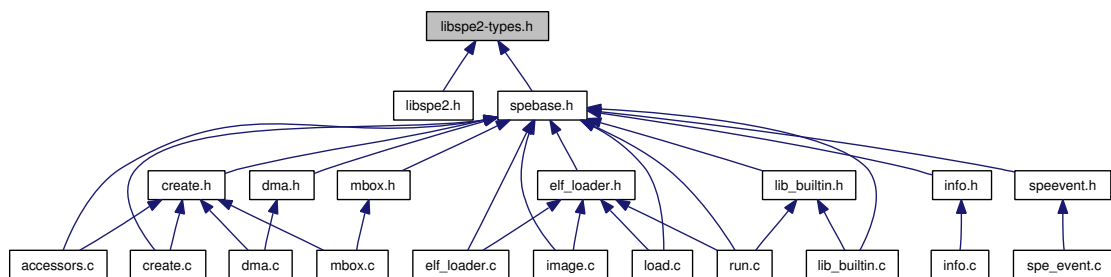 libspe2-types.h
libspe2.h
spebase.h
create.h
dma.h
mbox.h
elf_loader.h
lib_builtin.h
info.h
speevent.h
accessors.c
create.c
dma.c
mbox.c
elf_loader.c
image.c
load.c
run.c
lib_builtin.c
info.c
spe_event.c